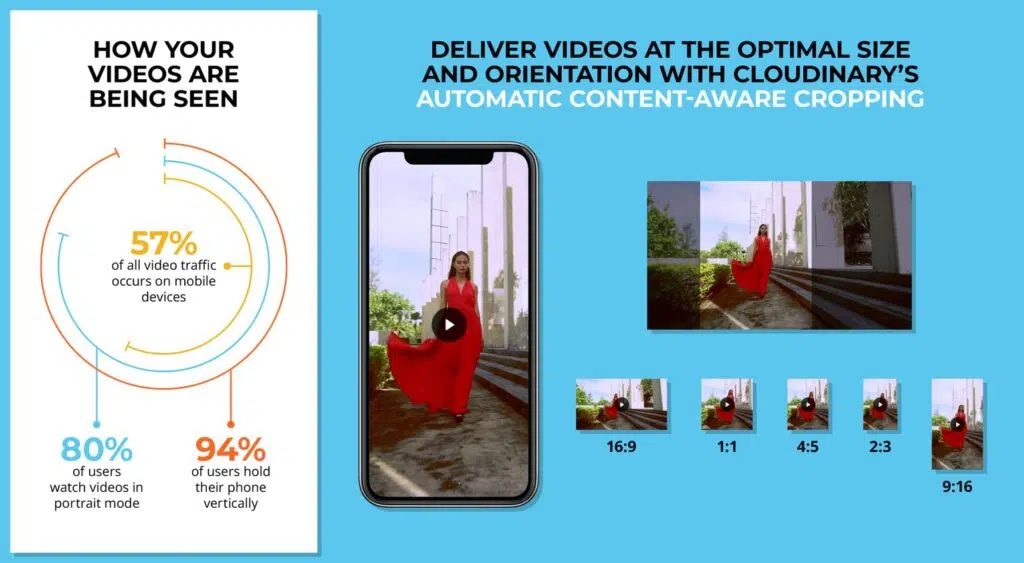 HOW YOUR
VIDEOS ARE
BEING SEEN
57%
of all video traffic
occurs on mobile
devices
80%
of users
watch videos in
portrait mode
94%
of users hold
their phone
vertically
DELIVER VIDEOS AT THE OPTIMAL SIZE
AND ORIENTATION WITH CLOUDINARY’S
AUTOMATIC CONTENT-AWARE CROPPING
16:9
1:1
4:5
2:3
9:16